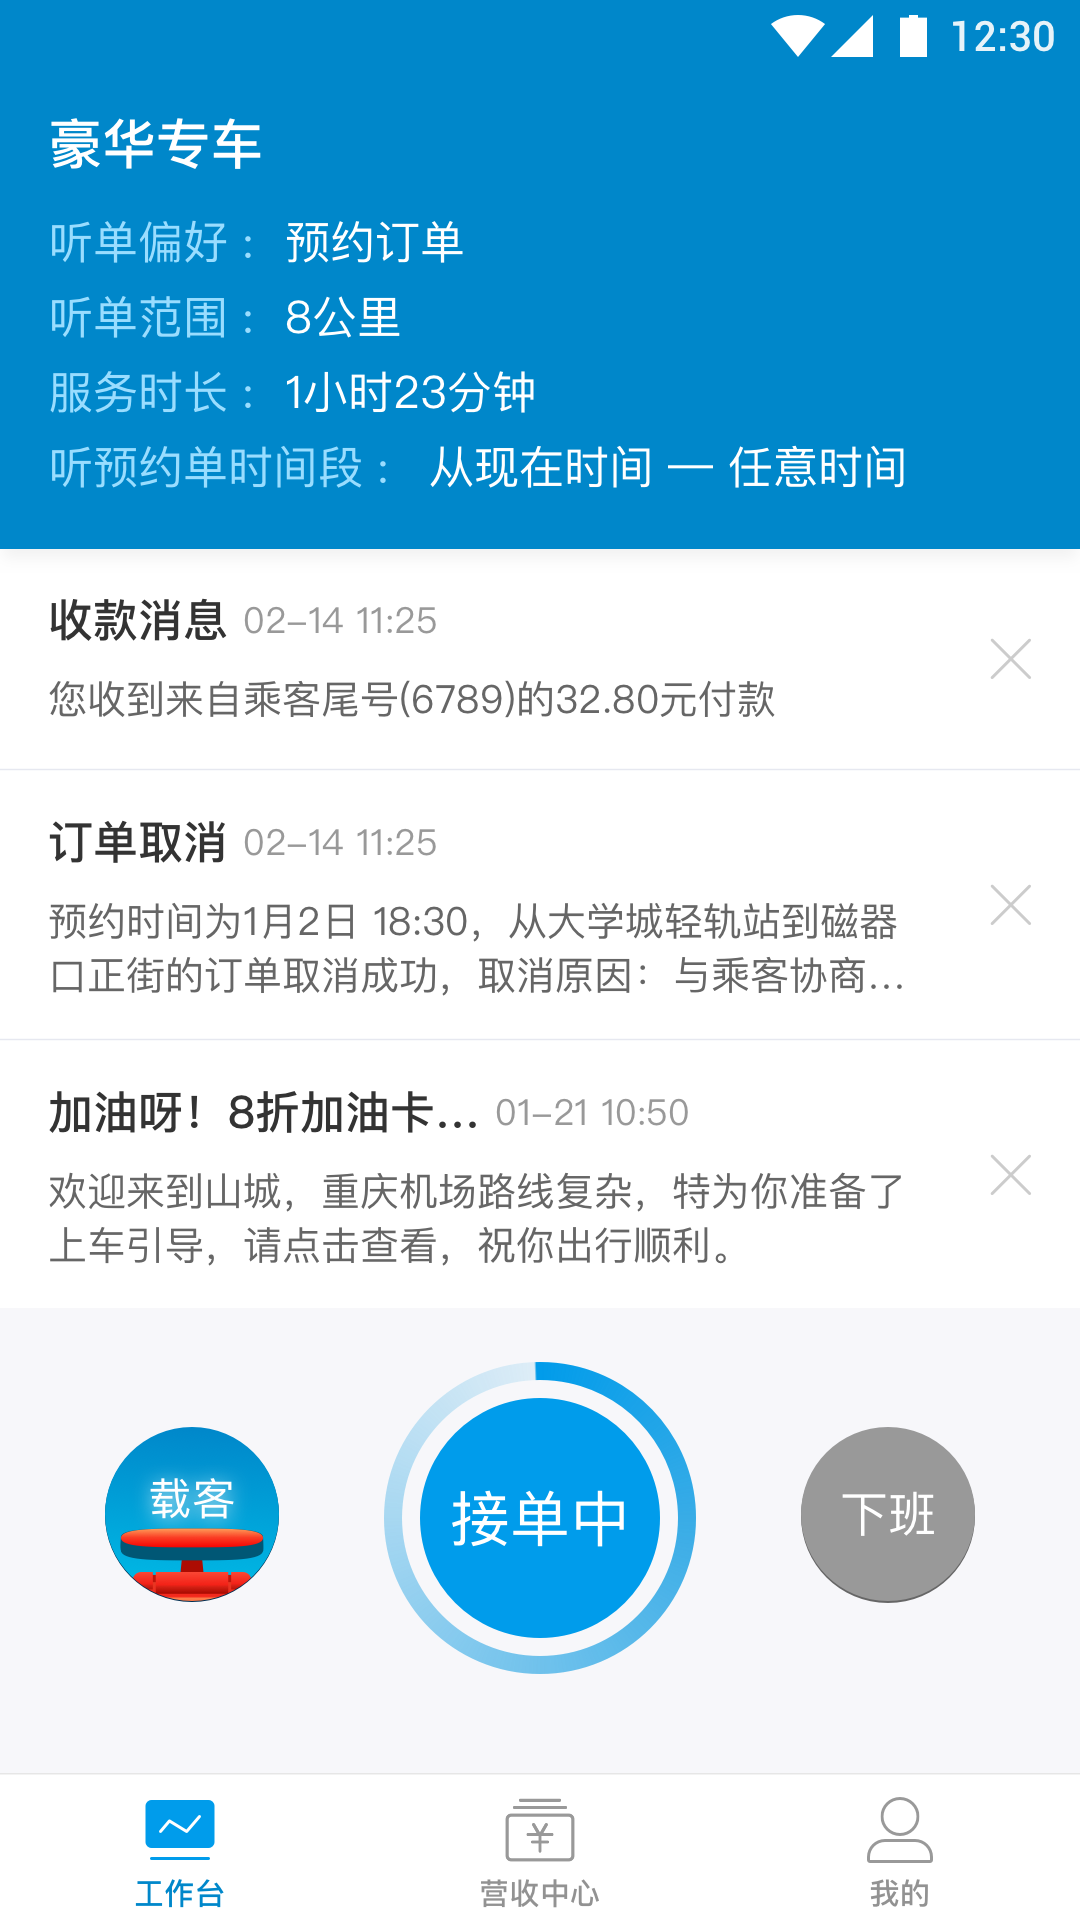 12:30
豪华专车
听单偏好： 预约订单
听单范围： 8公里
服务时长： 1小时23分钟
听预约单时间段： 从现在时间 — 任意时间
收款消息 02-14 11:25
您收到来自乘客尾号(6789)的32.80元付款
订单取消 02-14 11:25
预约时间为1月2日 18:30，从大学城轻轨站到磁器
口正街的订单取消成功，取消原因：与乘客协商...
加油呀！8折加油卡... 01-21 10:50
欢迎来到山城，重庆机场路线复杂，特为你准备了
上车引导，请点击查看，祝你出行顺利。
载客
接单中
下班
工作台
营收中心
我的